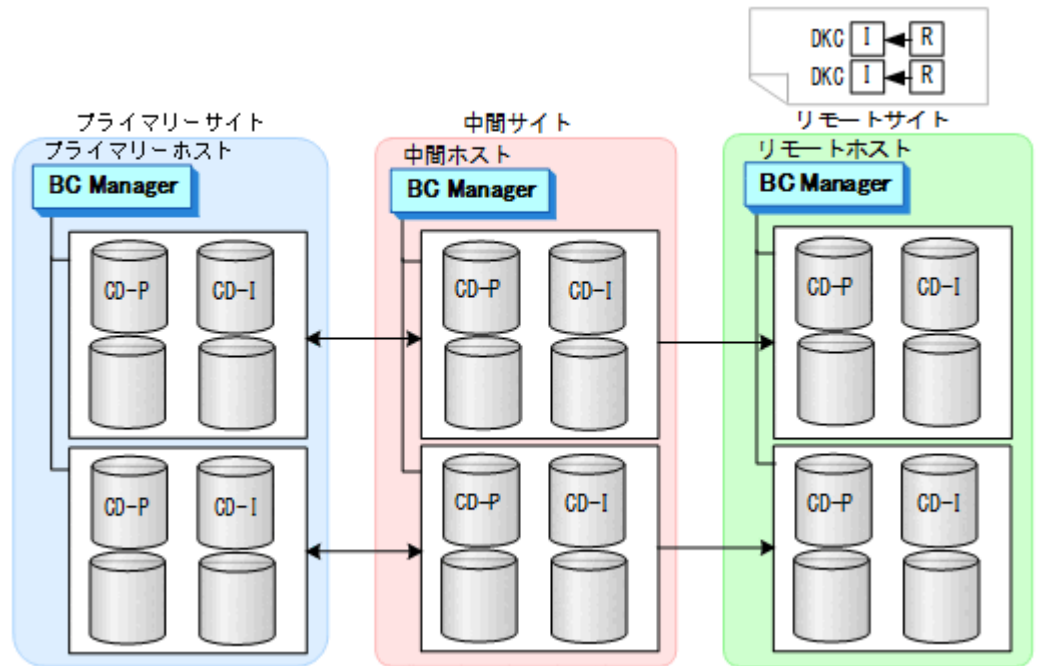 DKC I R
DKC I R
プライマリーサイト
プライマリーホスト
BC Manager
CD-P CD-I
CD-P CD-I
中間サイト
中間ホスト
BC Manager
CD-P CD-I
CD-P CD-I
リモートサイト
リモートホスト
BC Manager
CD-P CD-I
CD-P CD-I